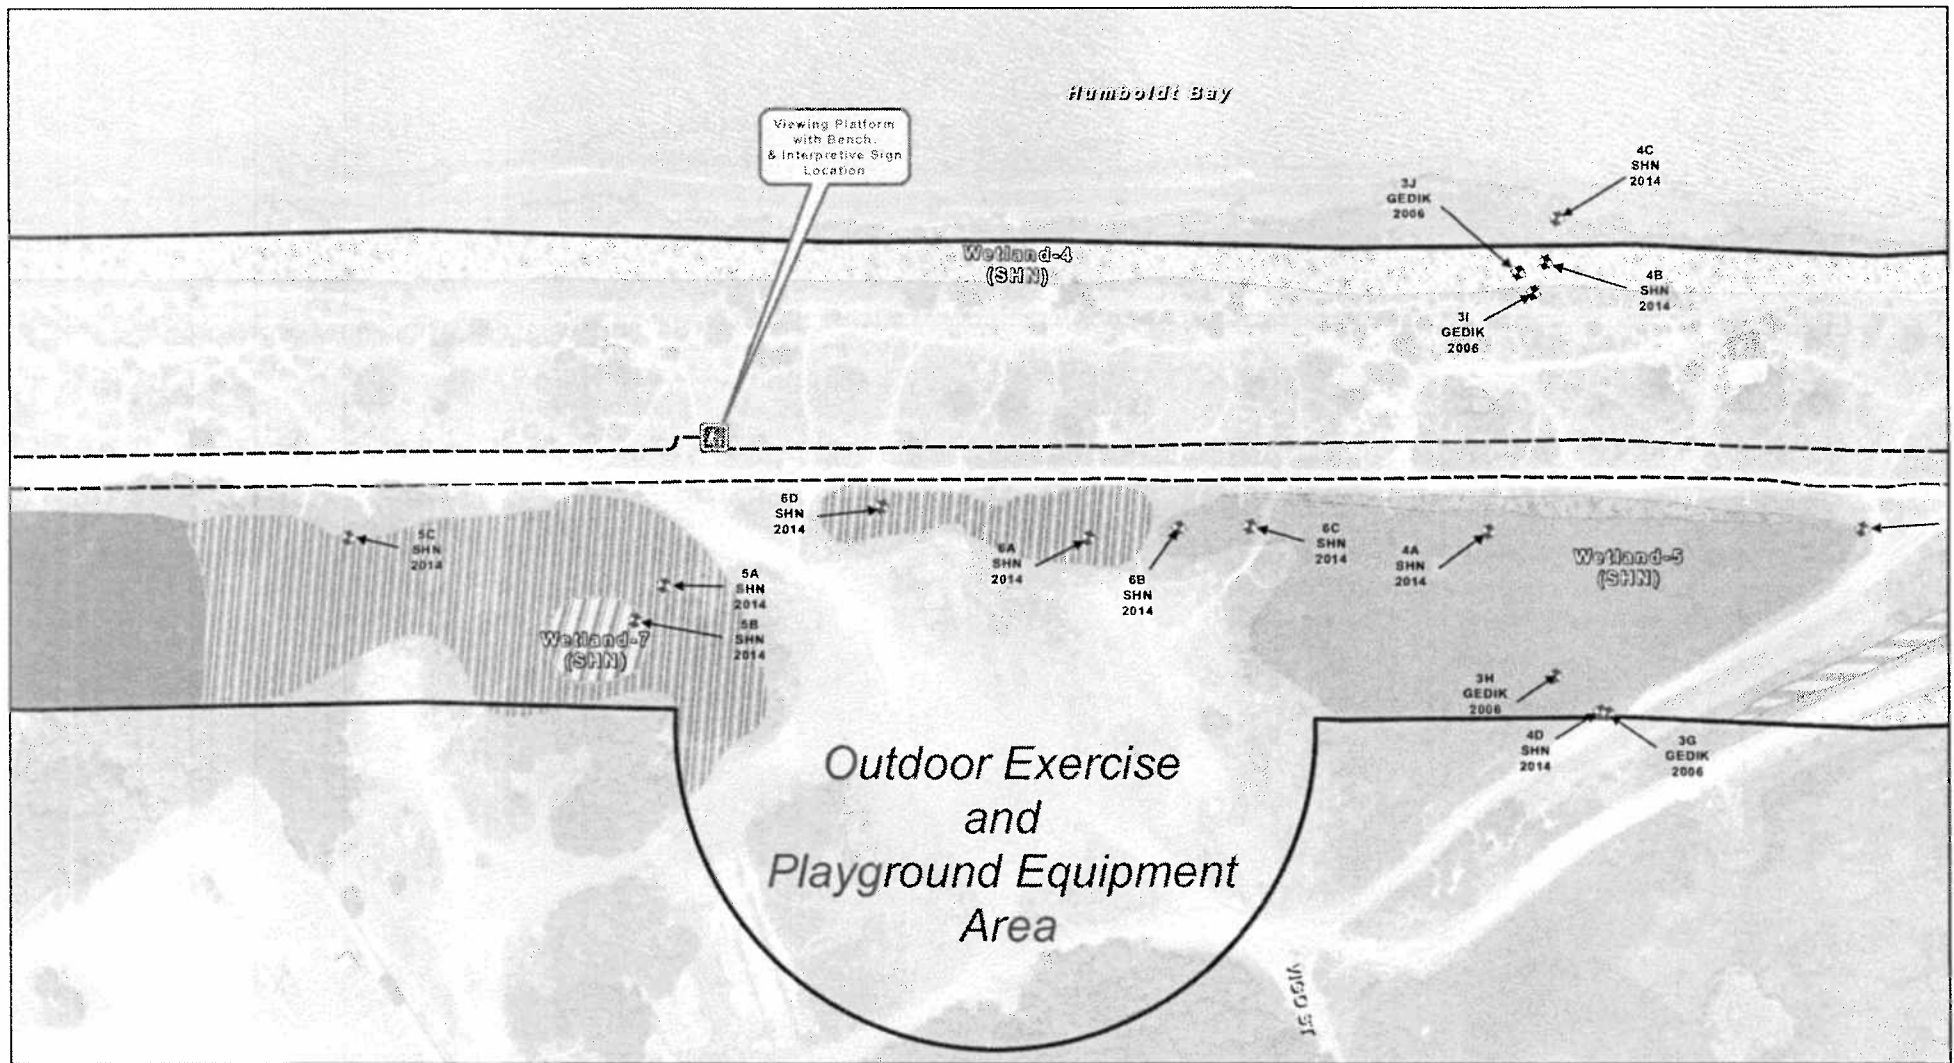 Humboldt Bay
Viewing Platform
with Bench,
& Interpretive Sign
Location
4C
SHN
2014
3J
GEDIK
2006
Wetland-4
(SHN)
4B
SHN
2014
3I
GEDIK
2006
6D
SHN
2014
5C
SHN
2014
6A
SHN
2014
6B
SHN
2014
6C
SHN
2014
4A
SHN
2014
Wetland-5
(SHN)
5A
SHN
2014
5B
SHN
2014
Wetland-7
(SHN)
3H
GEDIK
2006
4D
SHN
2014
3G
GEDIK
2006
Outdoor Exercise
and
Playground Equipment
Area
VIGO ST